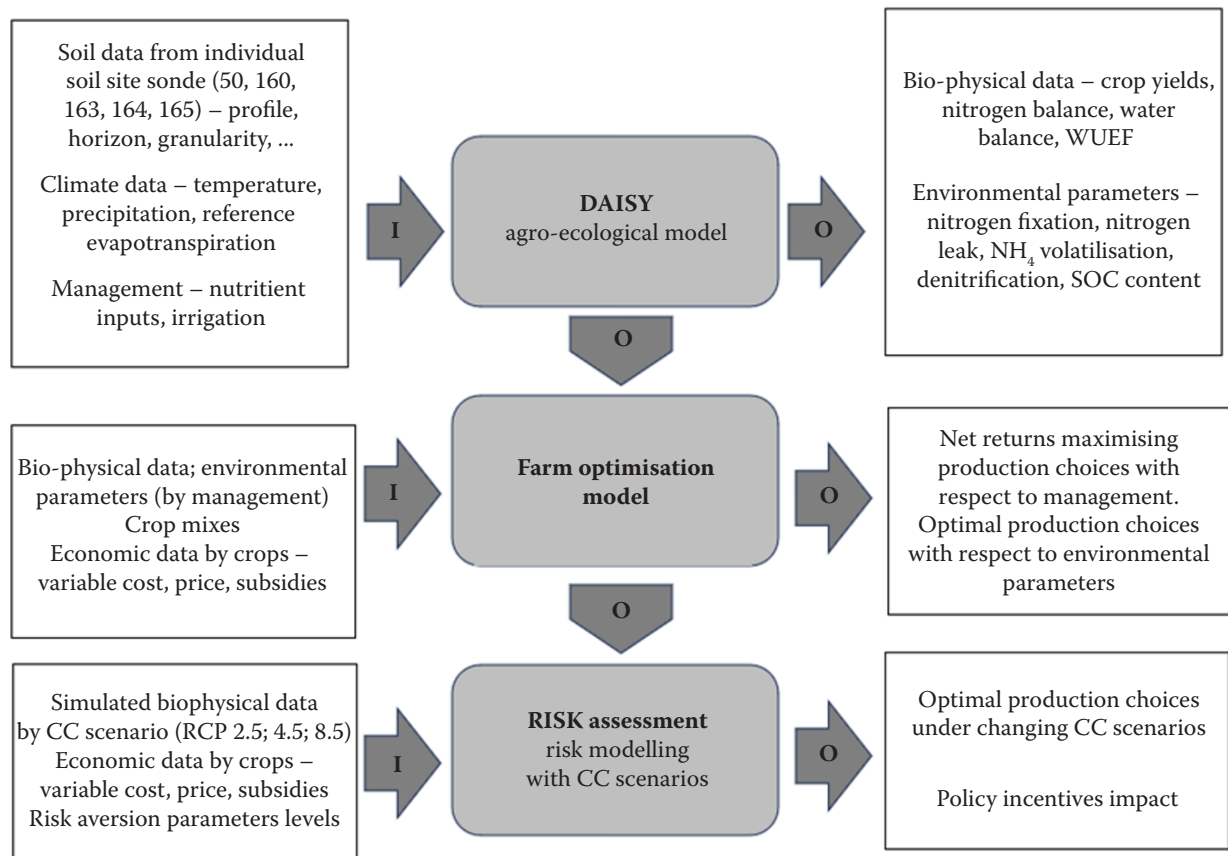 Soil data from individual
soil site sonde (50, 160,
163, 164, 165) – profile,
horizon, granularity, ...
Climate data – temperature,
precipitation, reference
evapotranspiration
Management – nutritient
inputs, irrigation
I
DAISY
agro-ecological model
O
Bio-physical data – crop yields,
nitrogen balance, water
balance, WUEF
Environmental parameters –
nitrogen fixation, nitrogen
leak, NH₄ volatilisation,
denitrification, SOC content
O
Bio-physical data; environmental
parameters (by management)
Crop mixes
Economic data by crops –
variable cost, price, subsidies
I
Farm optimisation
model
O
Net returns maximising
production choices with
respect to management.
Optimal production choices
with respect to environmental
parameters
O
Simulated biophysical data
by CC scenario (RCP 2.5; 4.5; 8.5)
Economic data by crops –
variable cost, price, subsidies
Risk aversion parameters levels
I
RISK assessment
risk modelling
with CC scenarios
O
Optimal production choices
under changing CC scenarios
Policy incentives impact